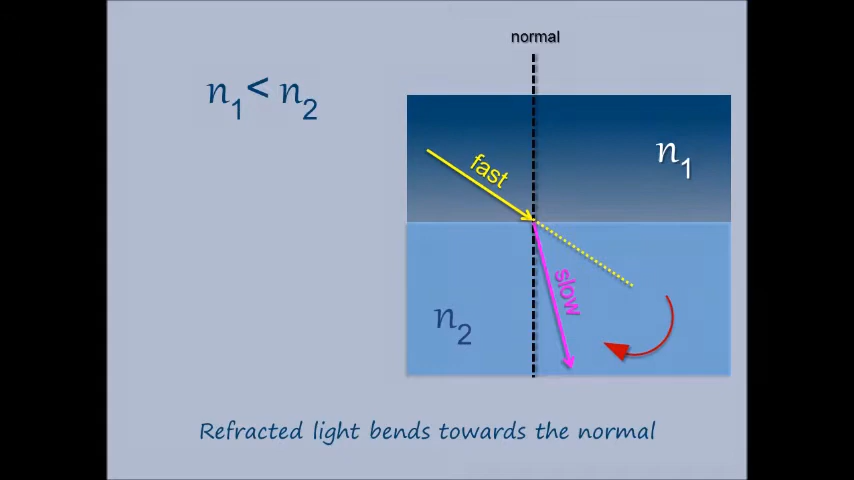 normal
n₁ < n₂
n₁
fast
slow
n₂
Refracted light bends towards the normal